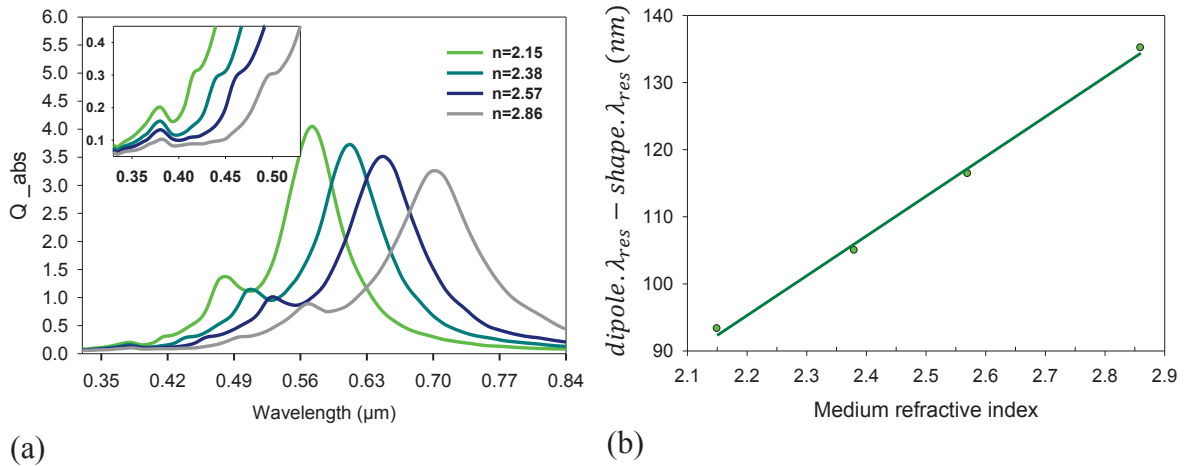 6.0
5.5
5.0
4.5
4.0
3.5
3.0
2.5
2.0
1.5
1.0
0.5
0.0
Q_abs
0.4
0.3
0.2
0.1
0.33 0.40 0.45 0.50
n=2.15
n=2.38
n=2.57
n=2.86
0.35 0.42 0.49 0.56 0.63 0.70 0.77 0.84
Wavelength (µm)
(a)
(b)
140
130
120
110
100
90
dipole.λres − shape.λres (nm)
2.1 2.2 2.3 2.4 2.5 2.6 2.7 2.8 2.9
Medium refractive index